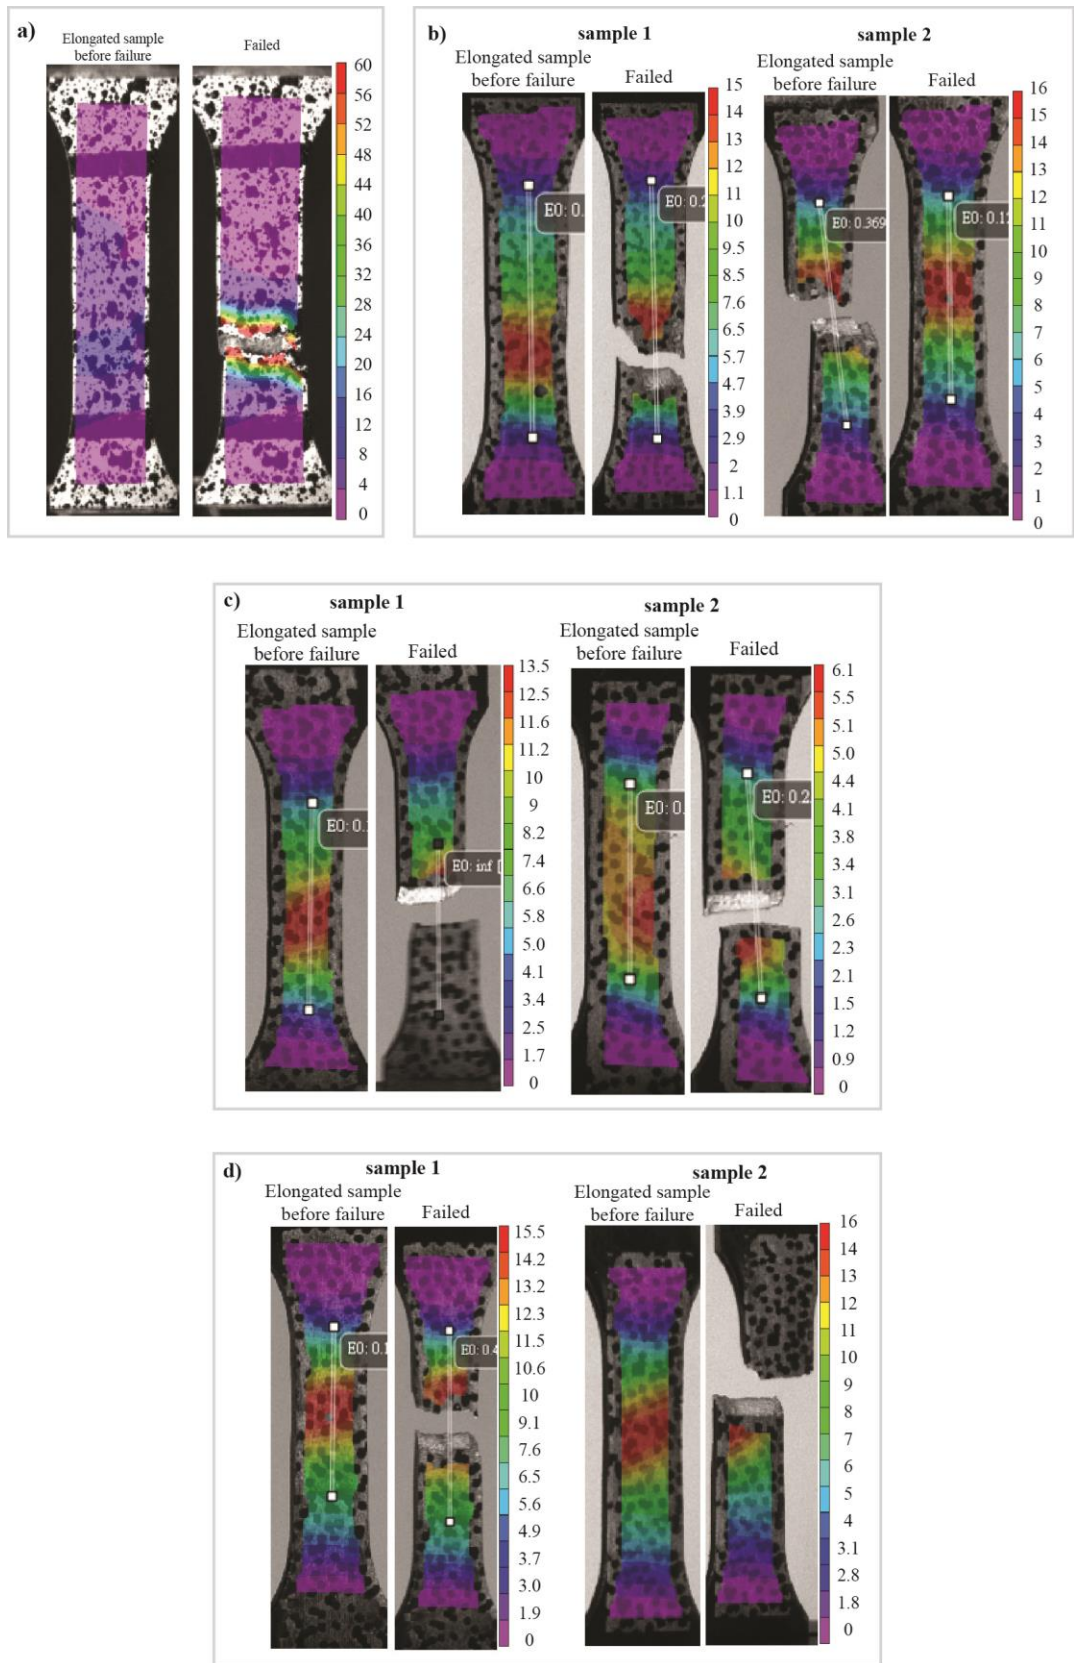 a)
Elongated sample
before failure
Failed
60
56
52
48
44
40
36
32
28
24
20
16
12
8
4
0
b)
sample 1
Elongated sample
before failure
Failed
E0: 0.
E0: 0.2
15
14
13
12
11
10
9.5
8.5
7.6
6.5
5.7
4.7
3.9
2.9
2
1.1
0
sample 2
Elongated sample
before failure
Failed
E0: 0.369
E0: 0.12
16
15
14
13
12
11
10
9
8
7
6
5
4
3
2
1
0
c)
sample 1
Elongated sample
before failure
Failed
E0: 0.1
E0: inf [
13.5
12.5
11.6
11.2
10
9
8.2
7.4
6.6
5.8
5.0
4.1
3.4
2.5
1.7
0
sample 2
Elongated sample
before failure
Failed
E0: 0.
E0: 0.2
6.1
5.5
5.1
5.0
4.4
4.1
3.8
3.4
3.1
2.6
2.3
2.1
1.5
1.2
0.9
0
d)
sample 1
Elongated sample
before failure
Failed
E0: 0.1
E0: 0.4
15.5
14.2
13.2
12.3
11.5
10.6
10
9.1
7.6
6.5
5.6
4.9
3.7
3.0
1.9
0
sample 2
Elongated sample
before failure
Failed
16
14
13
12
11
10
9
8
7
6
5
4
3.1
2.8
1.8
0